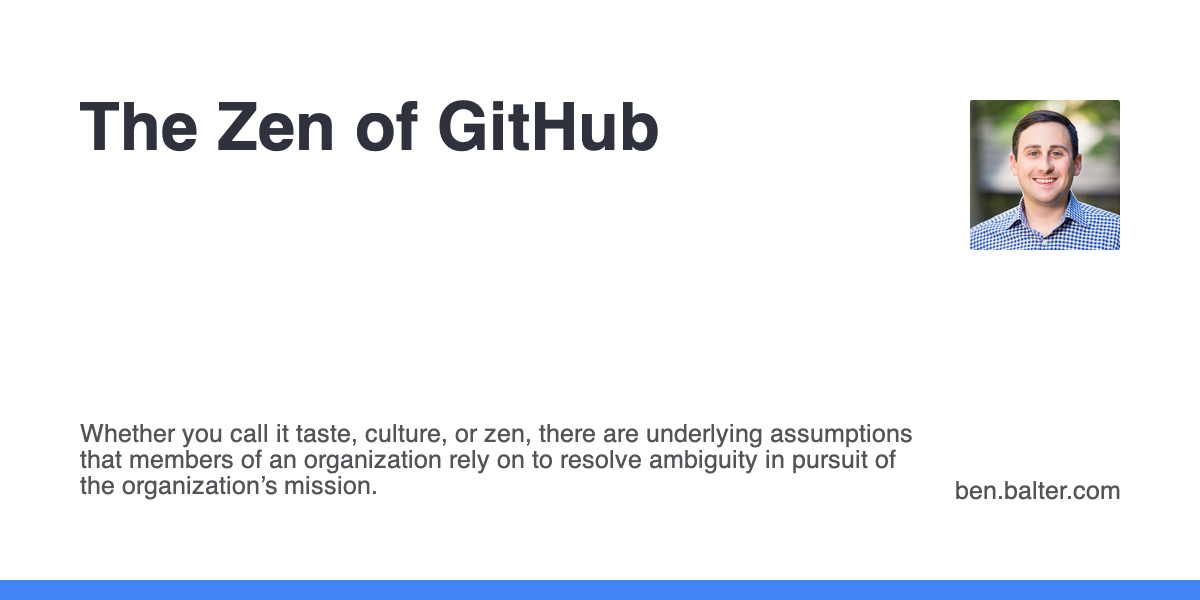 The Zen of GitHub
Whether you call it taste, culture, or zen, there are underlying assumptions
that members of an organization rely on to resolve ambiguity in pursuit of
the organization’s mission.
ben.balter.com